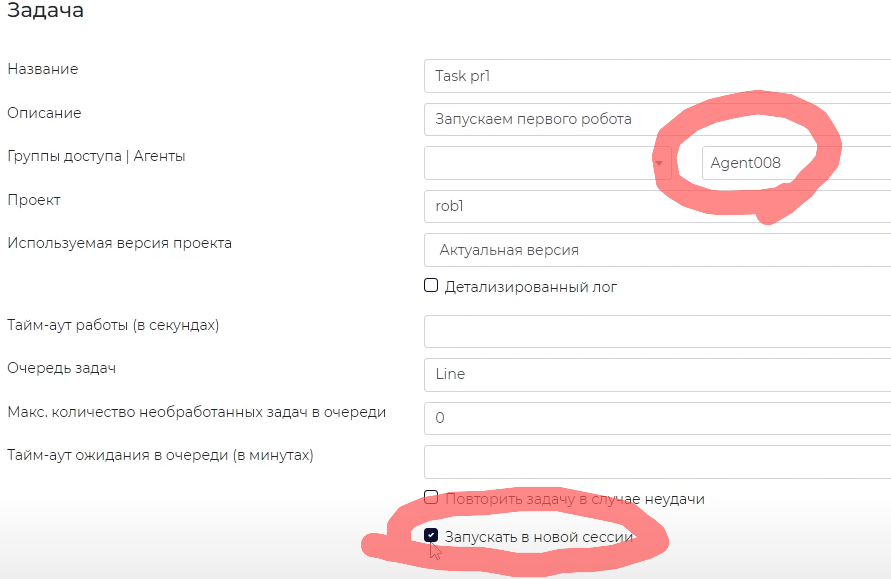 Задача
Название Task pr1
Описание Запускаем первого робота
Группы доступа | Агенты Agent008
Проект rob1
Используемая версия проекта Актуальная версия
Детализированный лог
Тайм-аут работы (в секундах)
Очередь задач Line
Макс. количество необработанных задач в очереди 0
Тайм-аут ожидания в очереди (в минутах)
Повторить задачу в случае неудачи
Запускать в новой сессии